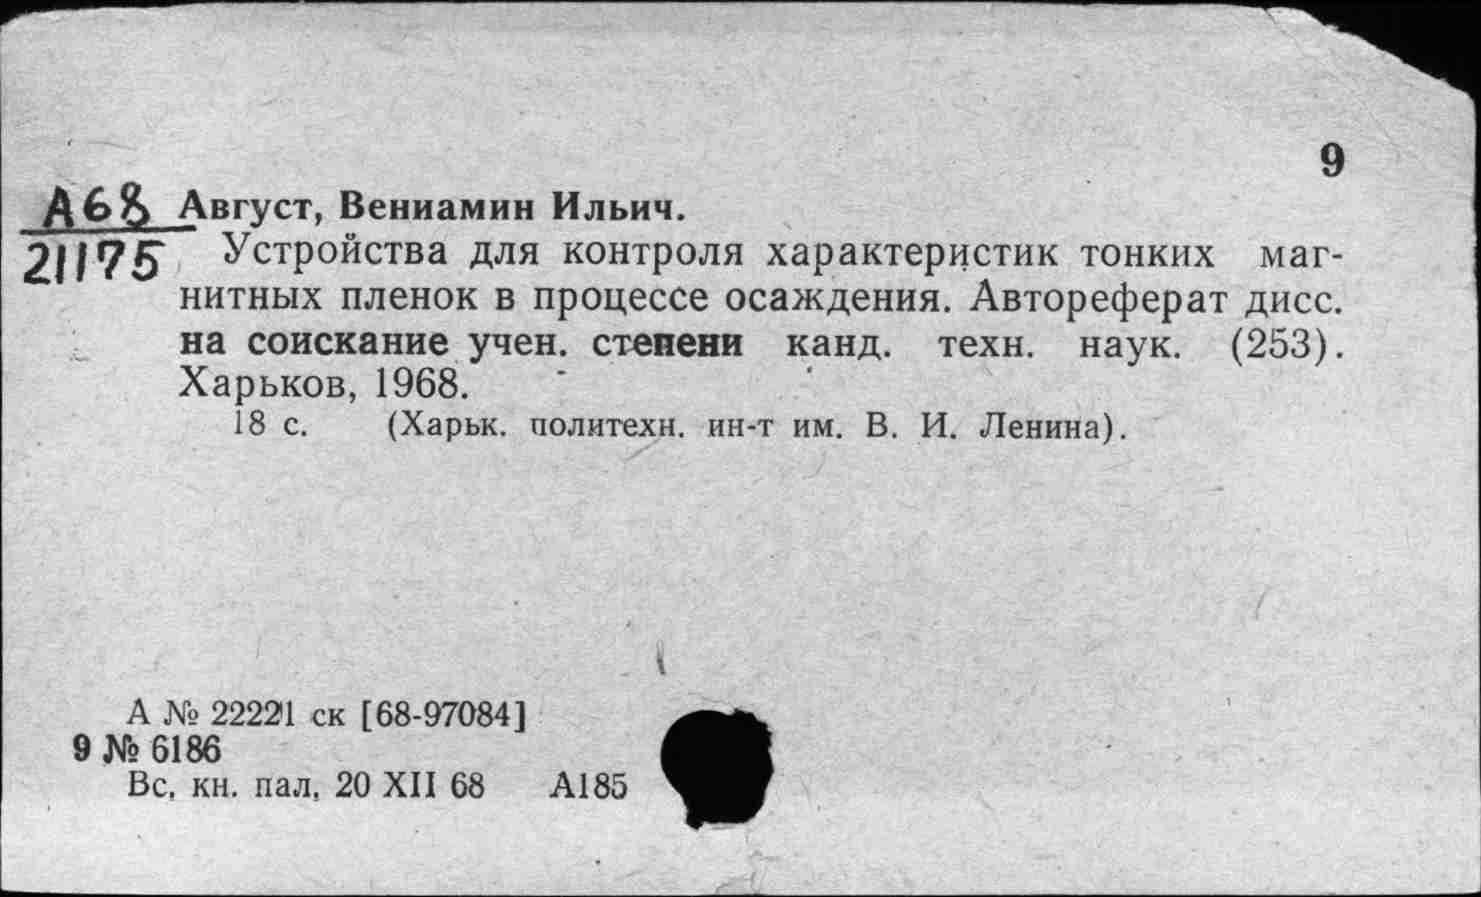 9
А68 Август, Вениамин Ильич.
21175 Устройства для контроля характеристик тонких маг-
нитных пленок в процессе осаждения. Автореферат дисс.
на соискание учен. степени канд. техн. наук. (253).
Харьков, 1968.
18 с. (Харьк. политехн. ин-т им. В. И. Ленина).
А № 22221 ск [68-97084]
9 № 6186
Вс. кн. пал. 20 XII 68 А185